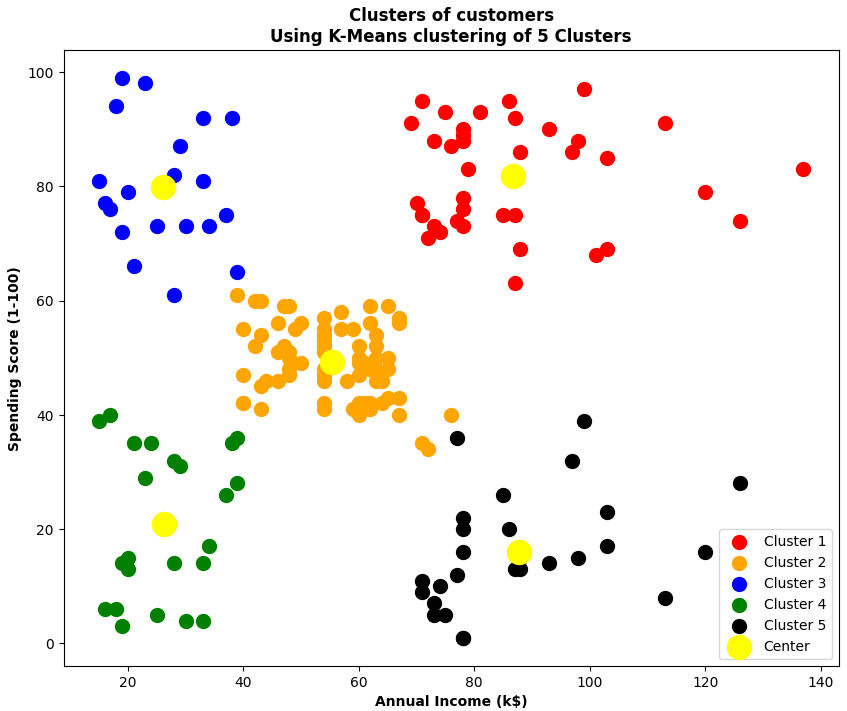 Clusters of customers
Using K-Means clustering of 5 Clusters
Spending Score (1-100)
100
80
60
40
20
0
Cluster 1
Cluster 2
Cluster 3
Cluster 4
Cluster 5
Center
20
40
60
80
100
120
140
Annual Income (k$)